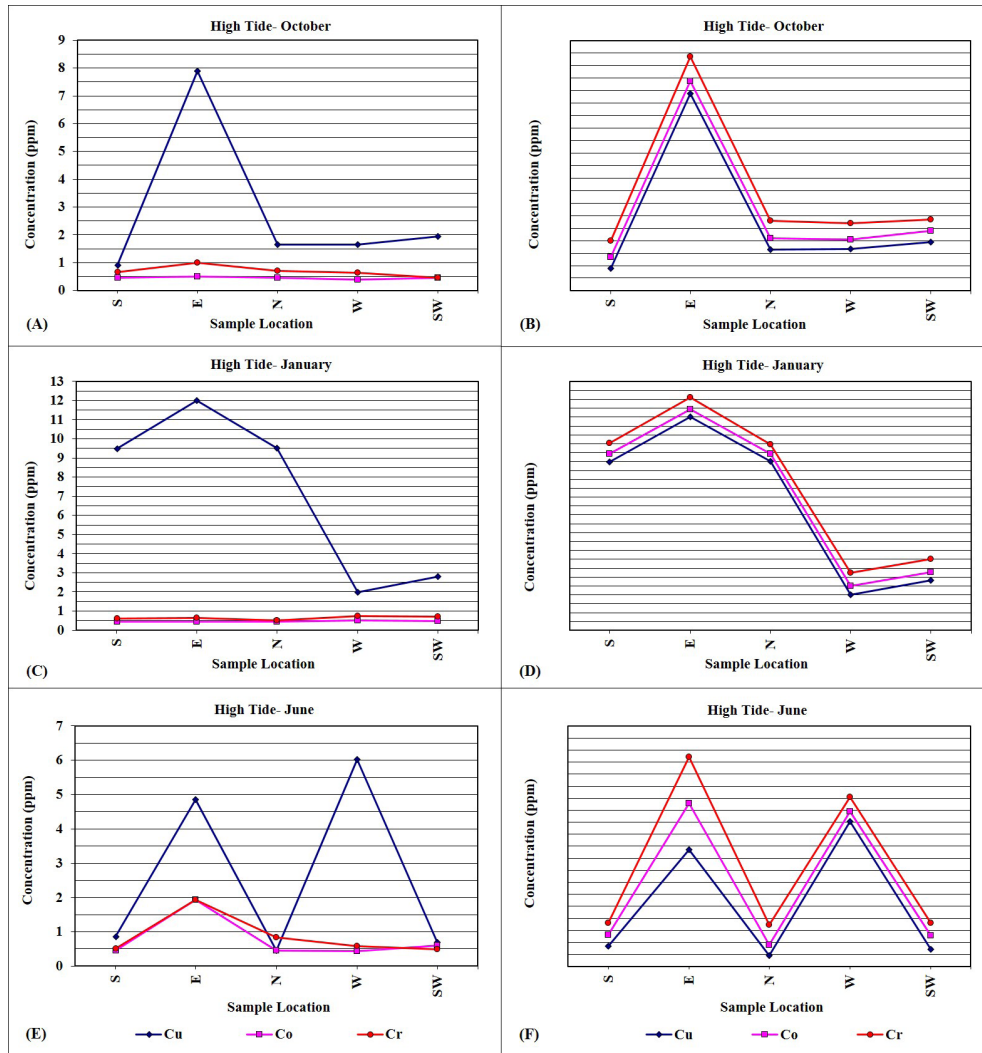 High Tide- October
9
8
7
6
5
4
3
2
1
0
Concentration (ppm)
S
E
N
W
SW
Sample Location
(A)
High Tide- October
Concentration (ppm)
S
E
N
W
SW
Sample Location
(B)
High Tide- January
13
12
11
10
9
8
7
6
5
4
3
2
1
0
Concentration (ppm)
S
E
N
W
SW
Sample Location
(C)
High Tide- January
Concentration (ppm)
S
E
N
W
SW
Sample Location
(D)
High Tide- June
7
6
5
4
3
2
1
0
Concentration (ppm)
S
E
N
W
SW
Sample Location
(E)
Cu Co Cr
High Tide- June
Concentration (ppm)
S
E
N
W
SW
Sample Location
(F)
Cu Co Cr